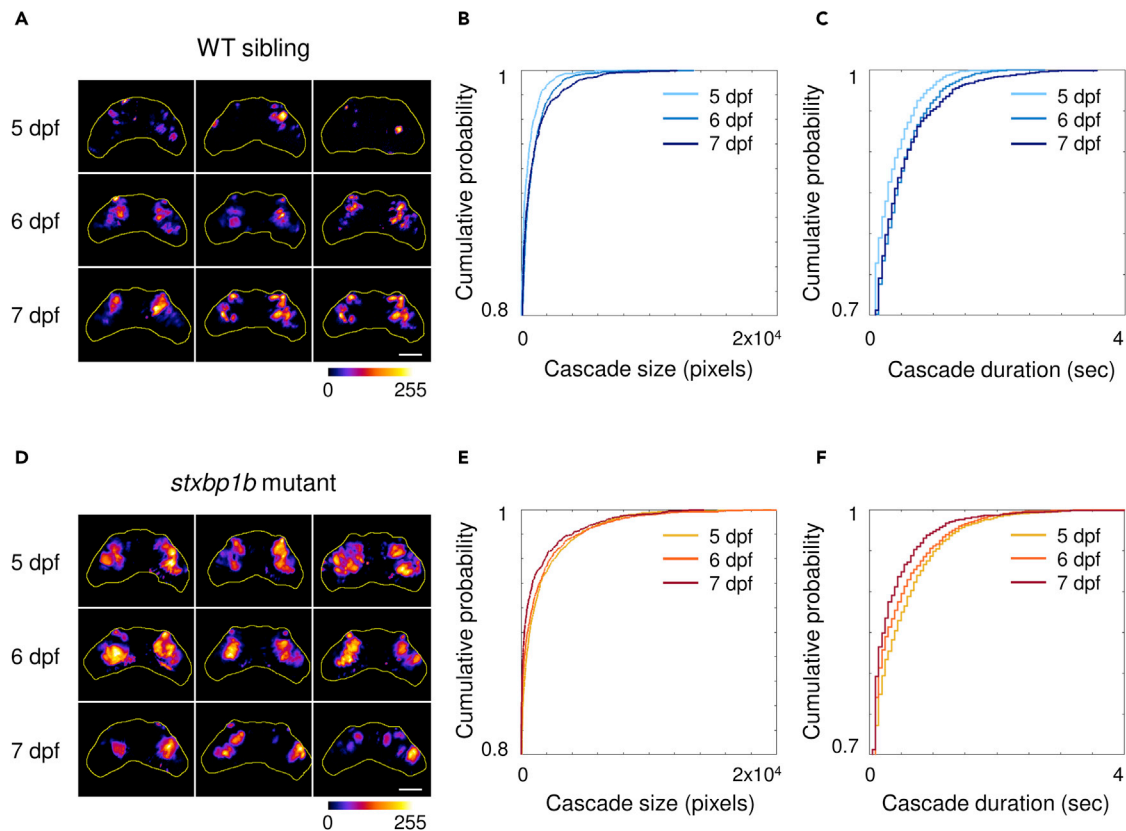 A
WT sibling
5 dpf
6 dpf
7 dpf
0 255
B
1
Cumulative probability
0.8
5 dpf
6 dpf
7 dpf
0 2x10⁴
Cascade size (pixels)
C
1
Cumulative probability
0.7
5 dpf
6 dpf
7 dpf
0 2 4
Cascade duration (sec)
D
stxbp1b mutant
5 dpf
6 dpf
7 dpf
0 255
E
1
Cumulative probability
0.8
5 dpf
6 dpf
7 dpf
0 2x10⁴
Cascade size (pixels)
F
1
Cumulative probability
0.7
5 dpf
6 dpf
7 dpf
0 2 4
Cascade duration (sec)